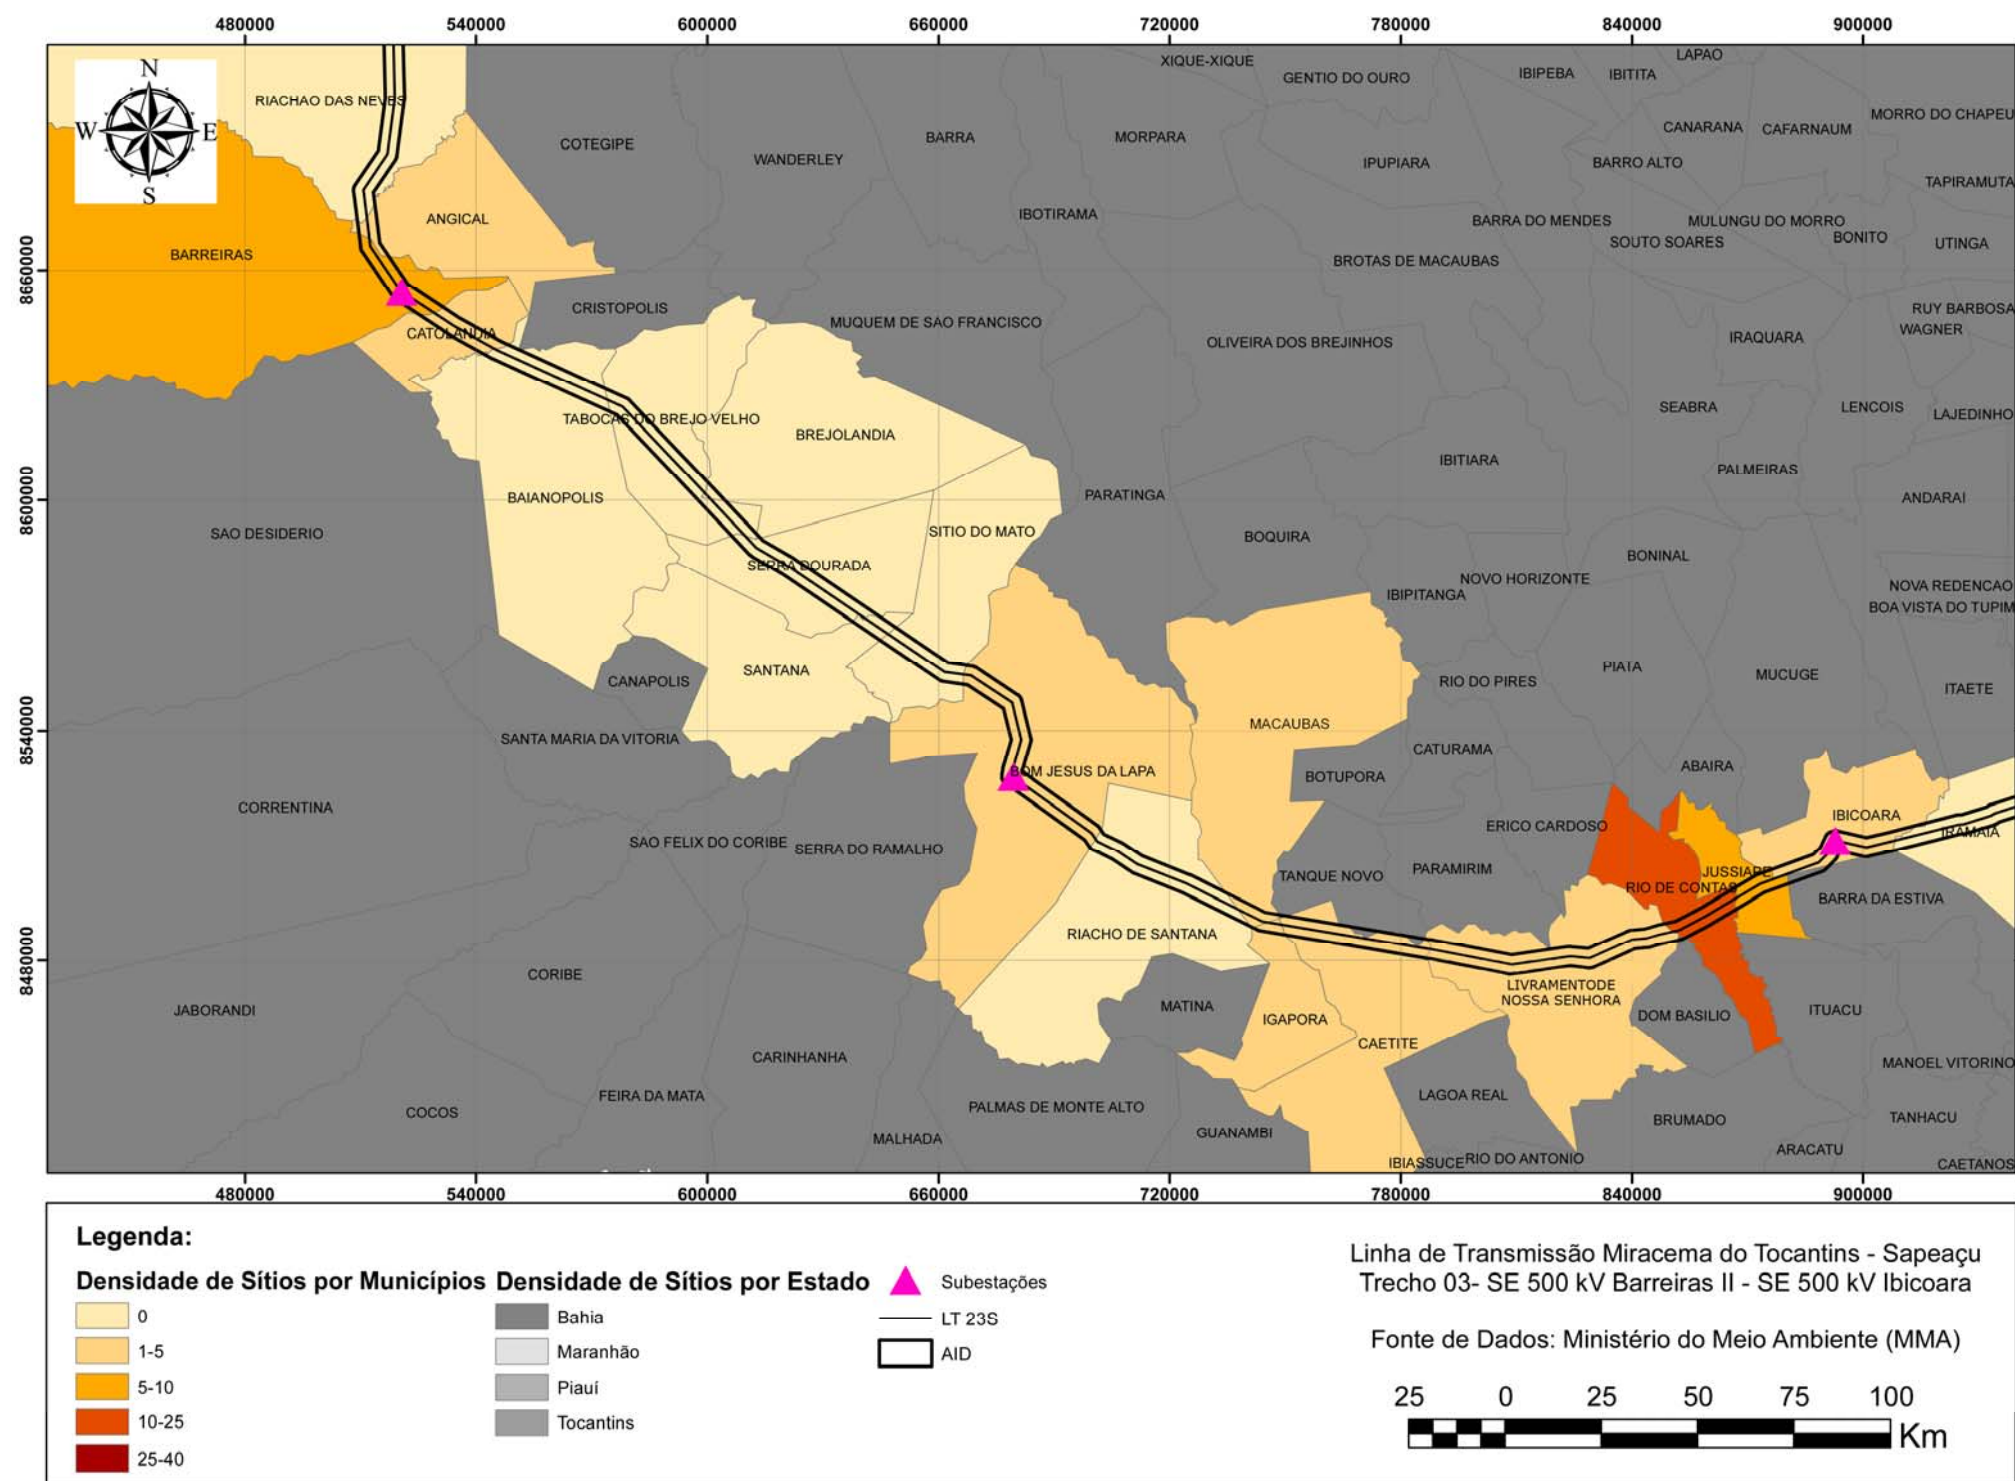 480000 540000 600000 660000 720000 780000 840000 900000
N
W E
S
8660000
8600000
8540000
8480000
LAPAO
XIQUE-XIQUE
GENTIO DO OURO
IBIPEBA
IBITITA
RIACHAO DAS NEVES
MORRO DO CHAPEU
COTEGIPE
BARRA
MORPARA
CANARANA
CAFARNAUM
WANDERLEY
IPUPIARA
BARRO ALTO
TAPIRAMUTA
ANGICAL
IBOTIRAMA
BARRA DO MENDES
MULUNGU DO MORRO
SOUTO SOARES
BONITO
UTINGA
BARREIRAS
BROTAS DE MACAUBAS
CRISTOPOLIS
MUQUEM DE SAO FRANCISCO
RUY BARBOSA
WAGNER
CATOLANDIA
OLIVEIRA DOS BREJINHOS
IRAQUARA
TABOCAS DO BREJO VELHO
BREJOLANDIA
SEABRA
LENCOIS
LAJEDINHO
IBITIARA
PALMEIRAS
BAIANOPOLIS
PARATINGA
ANDARAI
SAO DESIDERIO
SITIO DO MATO
BOQUIRA
BONINAL
SERRA DOURADA
NOVO HORIZONTE
IBIPITANGA
NOVA REDENCAO
BOA VISTA DO TUPIM
CANAPOLIS
SANTANA
RIO DO PIRES
PIATA
MUCUGE
ITAETE
SANTA MARIA DA VITORIA
MACAUBAS
CATURAMA
BOM JESUS DA LAPA
BOTUPORA
ABAIRA
CORRENTINA
IBICOARA
ERICO CARDOSO
IRAMAIA
SAO FELIX DO CORIBE
SERRA DO RAMALHO
TANQUE NOVO
PARAMIRIM
JUSSIAPE
RIO DE CONTAS
BARRA DA ESTIVA
RIACHO DE SANTANA
CORIBE
LIVRAMENTODE
NOSSA SENHORA
JABORANDI
MATINA
IGAPORA
DOM BASILIO
ITUACU
CARINHANHA
CAETITE
MANOEL VITORINO
COCOS
FEIRA DA MATA
PALMAS DE MONTE ALTO
LAGOA REAL
BRUMADO
TANHACU
MALHADA
GUANAMBI
IBIASSUCE
RIO DO ANTONIO
ARACATU
CAETANOS
480000 540000 600000 660000 720000 780000 840000 900000
Legenda:
Densidade de Sítios por Municípios
0
1-5
5-10
10-25
25-40
Densidade de Sítios por Estado
Bahia
Maranhão
Piauí
Tocantins
Subestações
LT 23S
AID
Linha de Transmissão Miracema do Tocantins - Sapeaçu
Trecho 03- SE 500 kV Barreiras II - SE 500 kV Ibicoara
Fonte de Dados: Ministério do Meio Ambiente (MMA)
25 0 25 50 75 100
Km